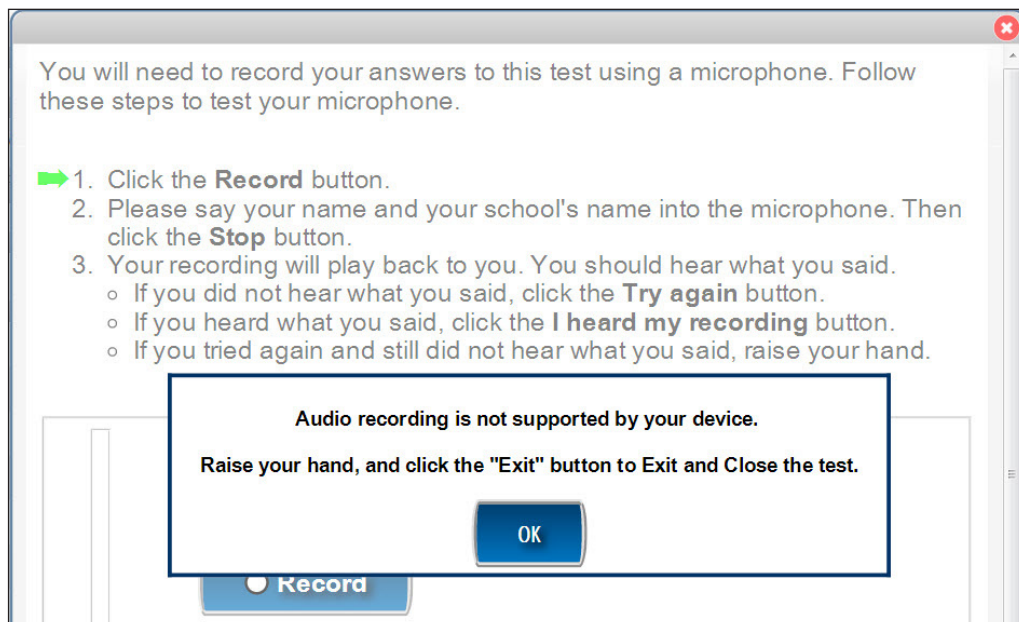 You will need to record your answers to this test using a microphone. Follow
these steps to test your microphone.
1. Click the Record button.
2. Please say your name and your school's name into the microphone. Then
click the Stop button.
3. Your recording will play back to you. You should hear what you said.
If you did not hear what you said, click the Try again button.
If you heard what you said, click the I heard my recording button.
If you tried again and still did not hear what you said, raise your hand.
Audio recording is not supported by your device.
Raise your hand, and click the "Exit" button to Exit and Close the test.
OK
Record